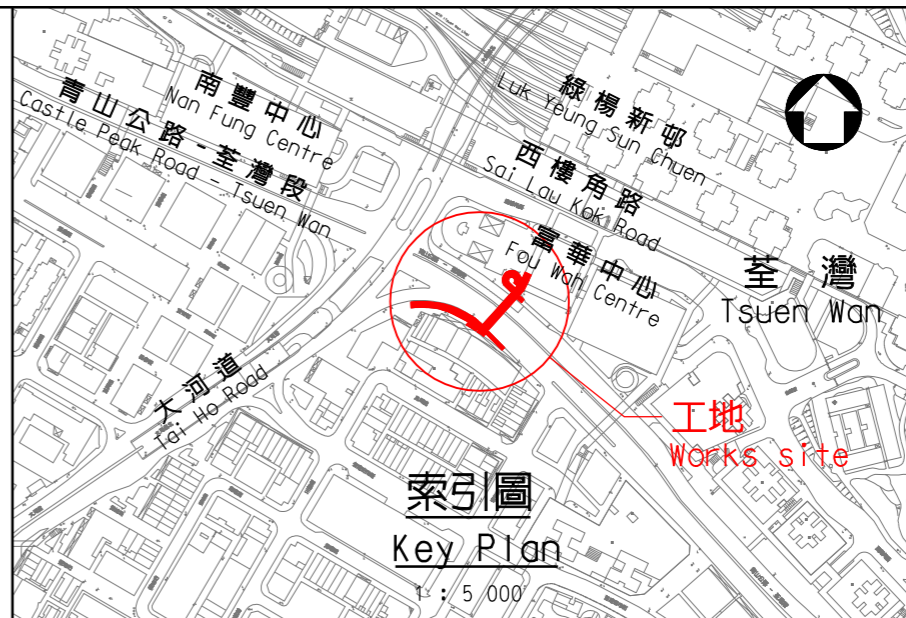 南豐中心
Nan Fung Centre
青山公路 - 荃灣段
Castle Peak Road - Tsuen Wan
綠楊新邨
Luk Yeung Sun Chuen
西樓角路
Sai Lau Kok Road
富華中心
Fou Wah Centre
荃灣
Tsuen Wan
大河道
Tai Ho Road
工地
Works site
索引圖
Key Plan
1 : 5 000